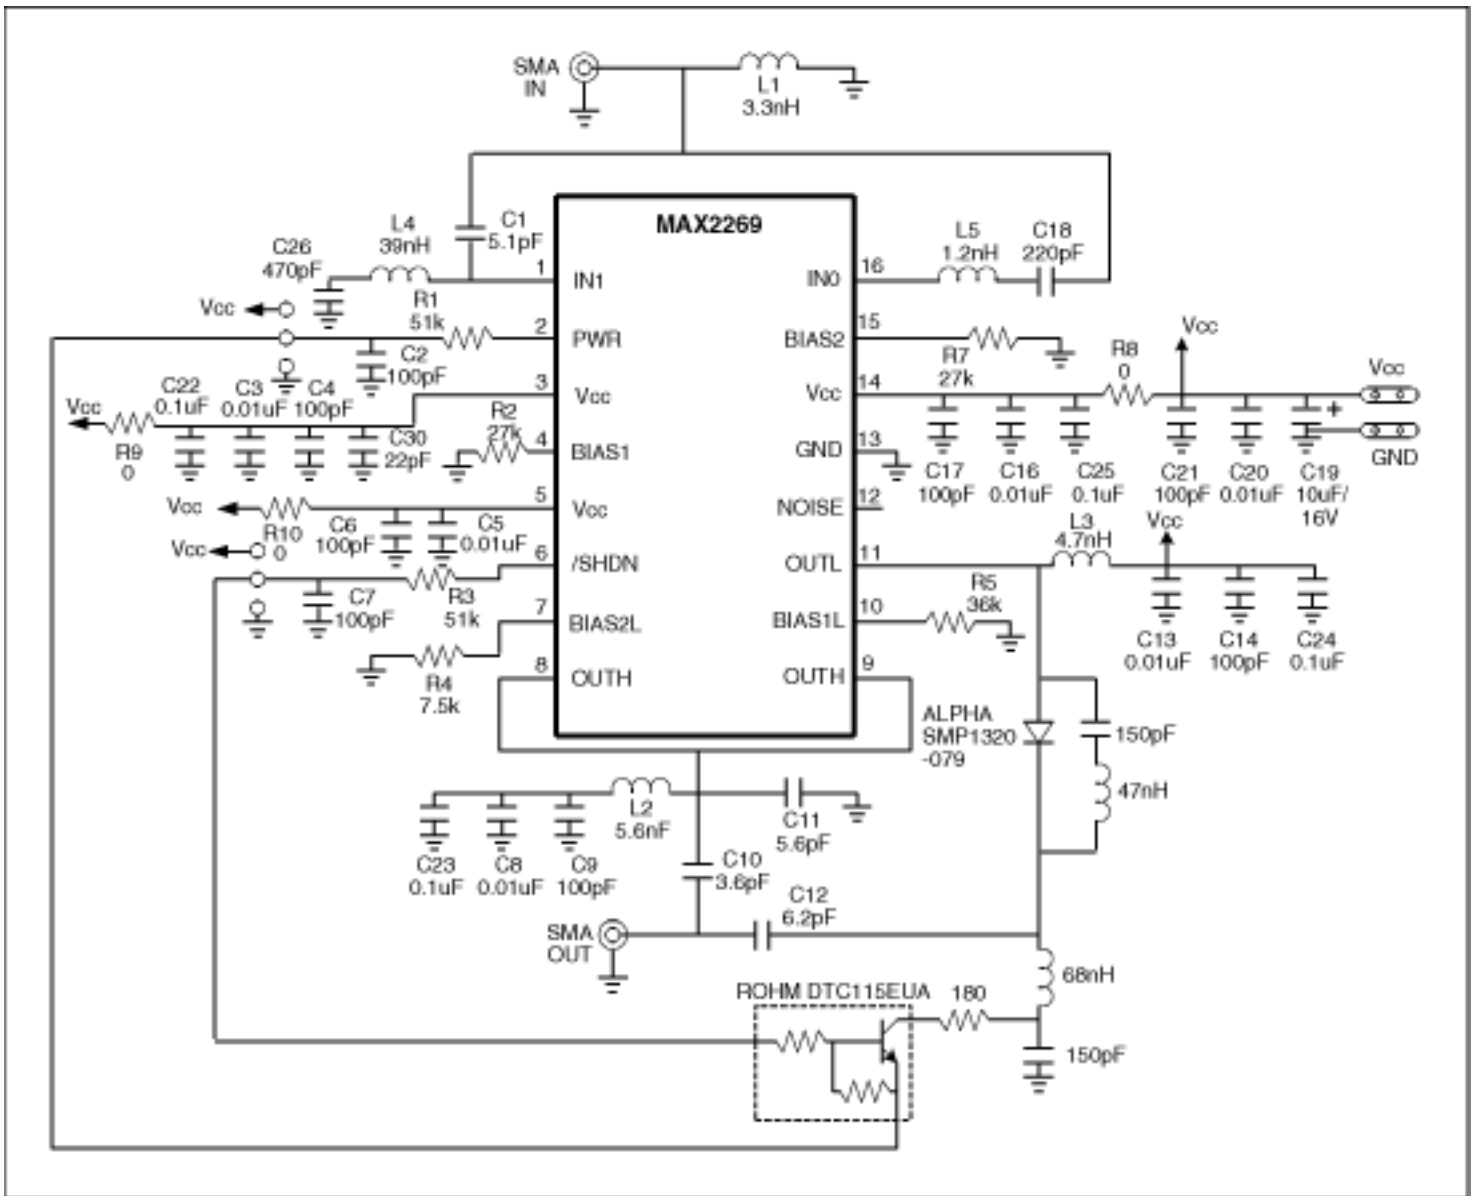 SMA
IN
L1
3.3nH
MAX2269
C1
5.1pF
L4
39nH
C26
470pF
L5
1.2nH
C18
220pF
1
IN1
IN0
16
Vcc
R1
51k
2
PWR
BIAS2
15
C2
100pF
R7
27k
R8
0
Vcc
Vcc
3
Vcc
Vcc
14
Vcc
R9
0
C22
0.1uF
C3
0.01uF
C4
100pF
C30
22pF
R2
27k
4
BIAS1
GND
13
C17
100pF
C16
0.01uF
C25
0.1uF
C21
100pF
C20
0.01uF
+
C19
10uF/
16V
GND
Vcc
R10
0
C6
100pF
C5
0.01uF
5
Vcc
NOISE
12
Vcc
6
/SHDN
OUTL
11
L3
4.7nH
Vcc
C7
100pF
R3
51k
7
BIAS2L
BIAS1L
10
R5
36k
C13
0.01uF
C14
100pF
C24
0.1uF
R4
7.5k
8
OUTH
OUTH
9
ALPHA
SMP1320
-079
150pF
47nH
L2
5.6nF
C11
5.6pF
C23
0.1uF
C8
0.01uF
C9
100pF
C10
3.6pF
C12
6.2pF
SMA
OUT
68nH
ROHM DTC115EUA
180
150pF